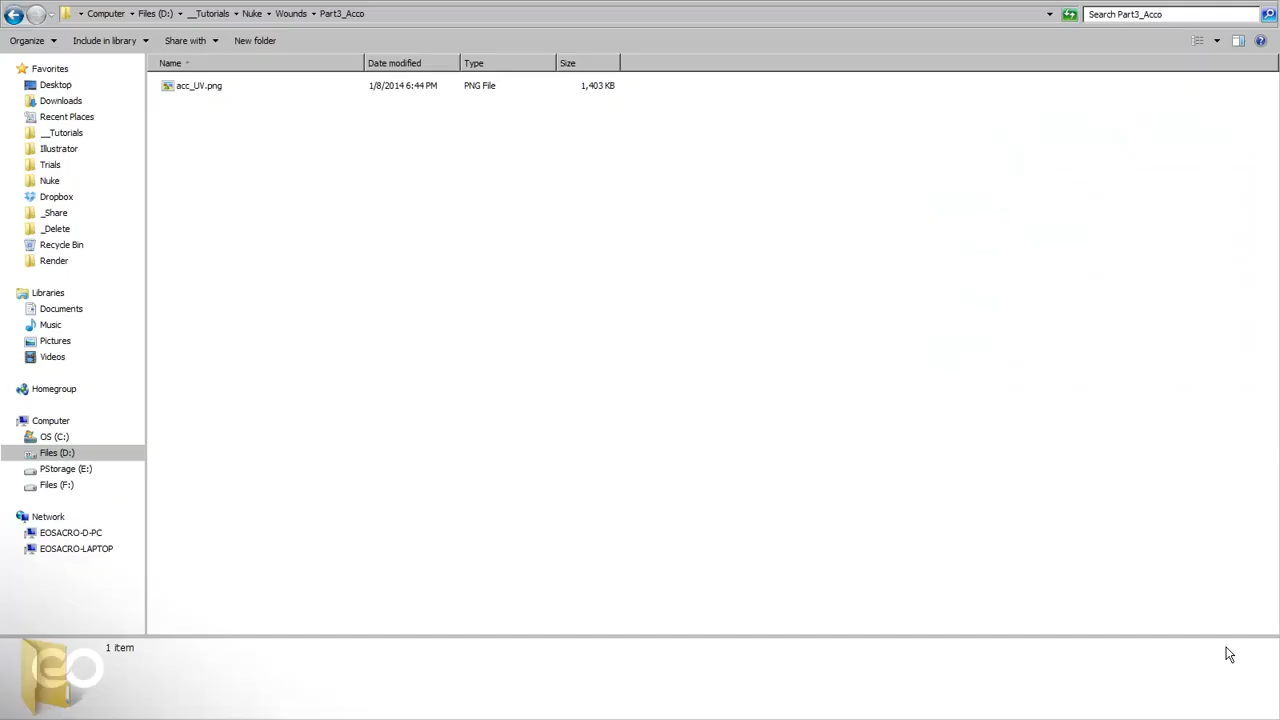 Computer Files (D:) __Tutorials Nuke Wounds Part3_Acco
Search Part3_Acco
Organize Include in library Share with New folder
Name Date modified Type Size
acc_UV.png 1/8/2014 6:44 PM PNG File 1,403 KB
Favorites
Desktop
Downloads
Recent Places
__Tutorials
Illustrator
Trials
Nuke
Dropbox
_Share
_Delete
Recycle Bin
Render
Libraries
Documents
Music
Pictures
Videos
Homegroup
Computer
OS (C:)
Files (D:)
PStorage (E:)
Files (F:)
Network
EOSACRO-D-PC
EOSACRO-LAPTOP
1 item
eo